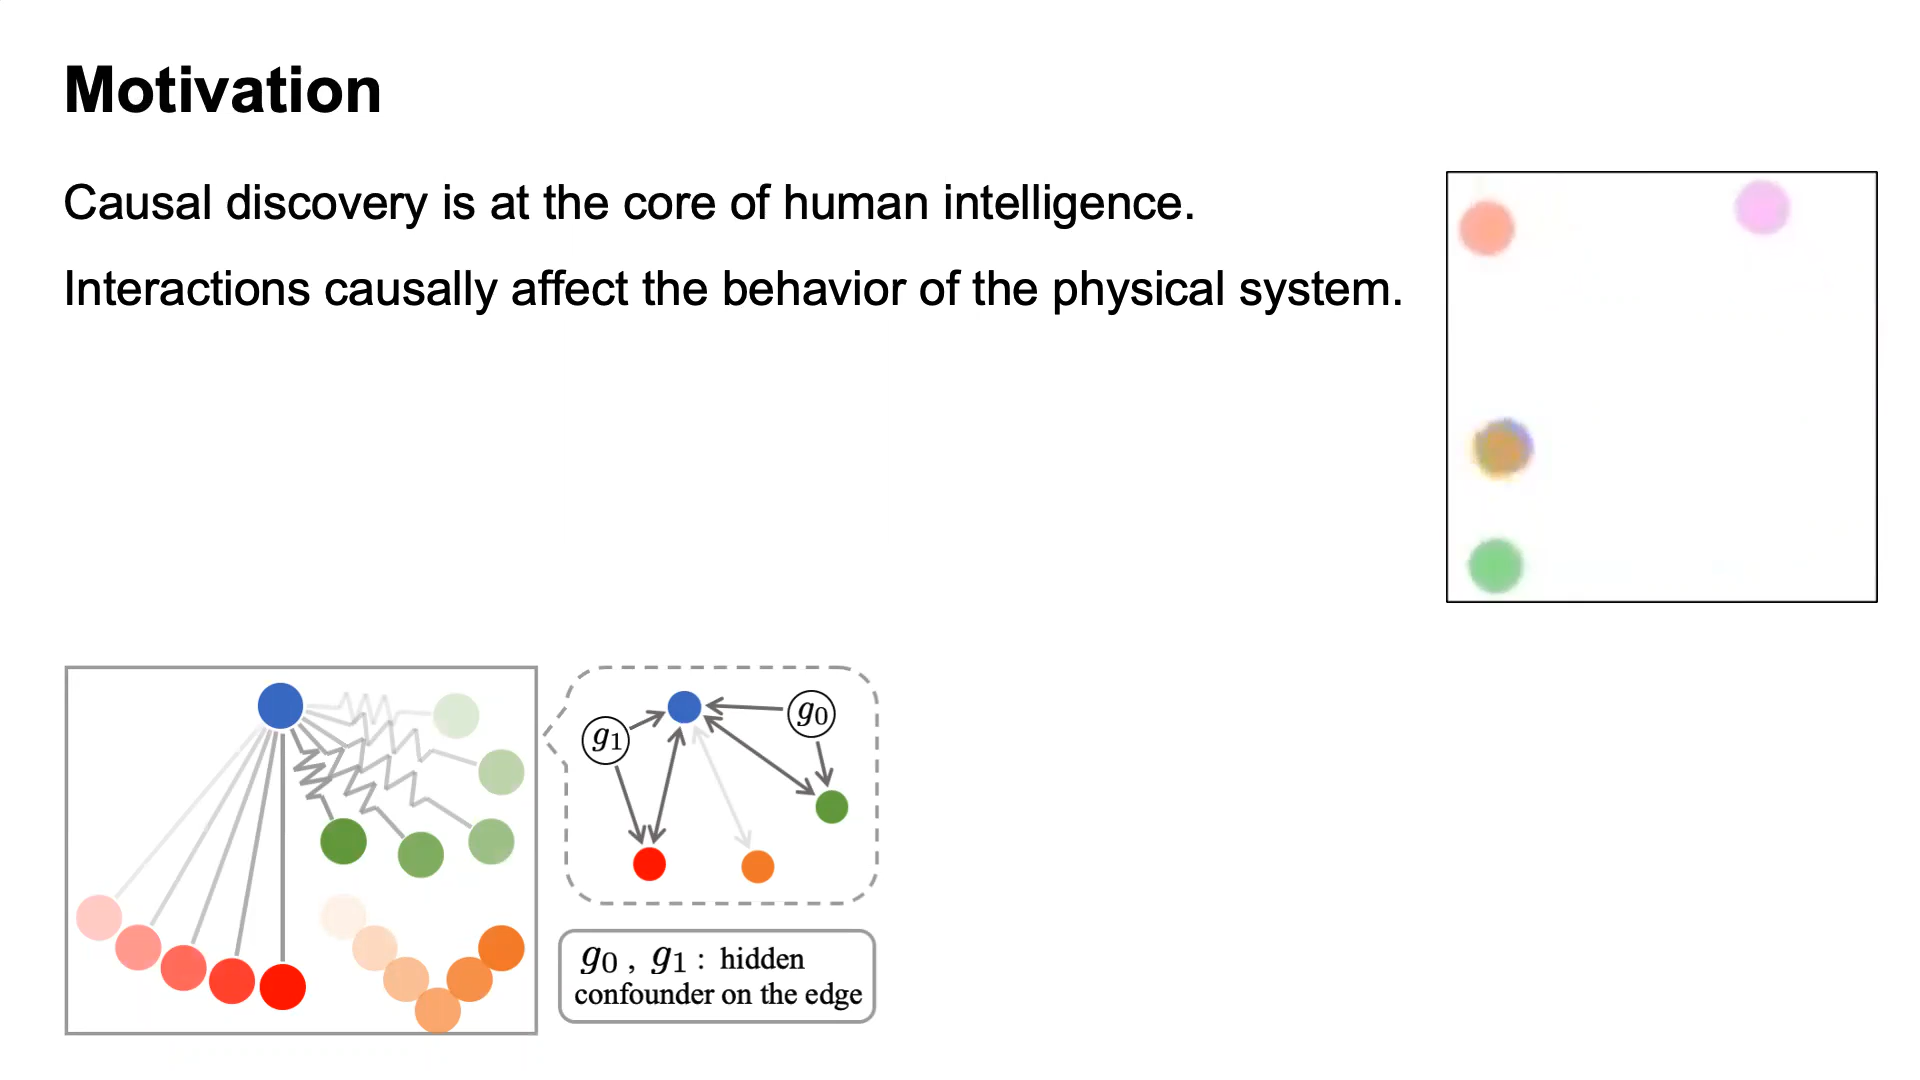 Motivation
Causal discovery is at the core of human intelligence.
Interactions causally affect the behavior of the physical system.
g₀
g₁
g₀ , g₁ : hidden
confounder on the edge